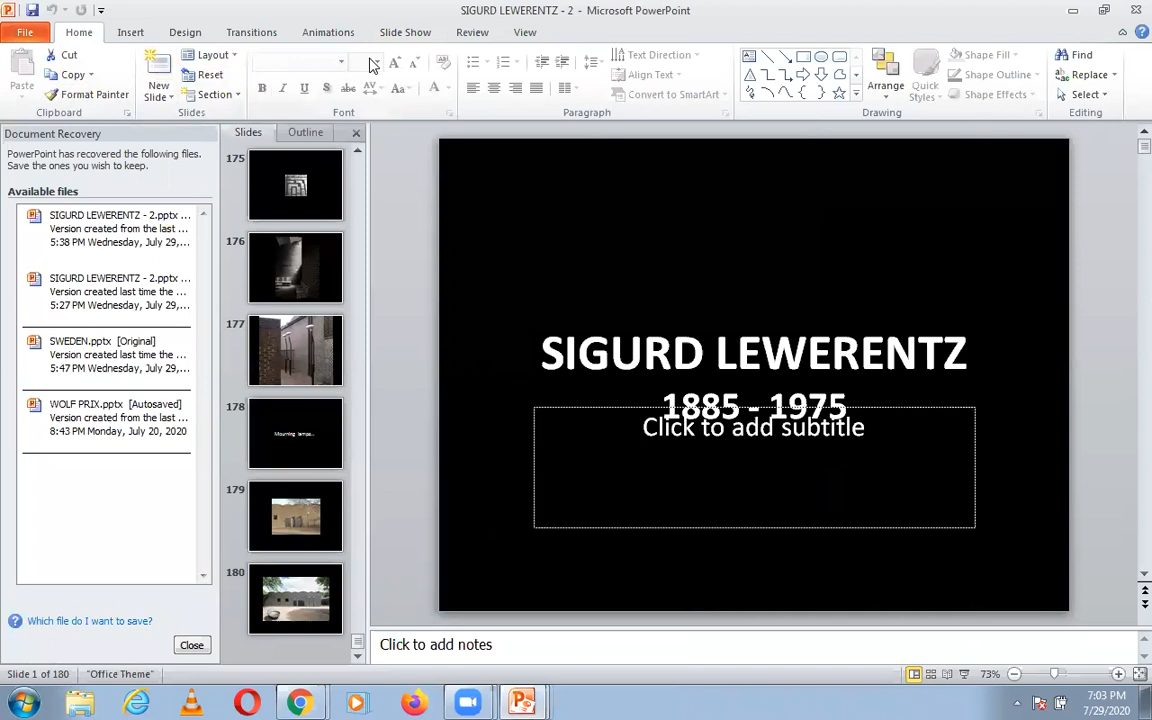 SIGURD LEWERENTZ - 2 - Microsoft PowerPoint
File Home Insert Design Transitions Animations Slide Show Review View
Paste Cut Copy Format Painter Clipboard
New Slide Layout Reset Section Slides
Font
Text Direction Align Text Convert to SmartArt Paragraph
Arrange Quick Styles Shape Fill Shape Outline Shape Effects Drawing
Find Replace Select Editing
Document Recovery
PowerPoint has recovered the following files.
Save the ones you wish to keep.
Available files
SIGURD LEWERENTZ - 2.pptx ...
Version created from the last ...
5:38 PM Wednesday, July 29,...
SIGURD LEWERENTZ - 2.pptx ...
Version created last time the ...
5:27 PM Wednesday, July 29,...
SWEDEN.pptx [Original]
Version created last time the ...
5:47 PM Wednesday, July 29,...
WOLF PRIX.pptx [Autosaved]
Version created last time the ...
8:43 PM Monday, July 20, 2020
Which file do I want to save?
Close
Slides Outline
175
176
177
178
Mourning lamps...
179
180
SIGURD LEWERENTZ
1885 - 1975
Click to add subtitle
Click to add notes
Slide 1 of 180 "Office Theme" 73%
7:03 PM
7/29/2020